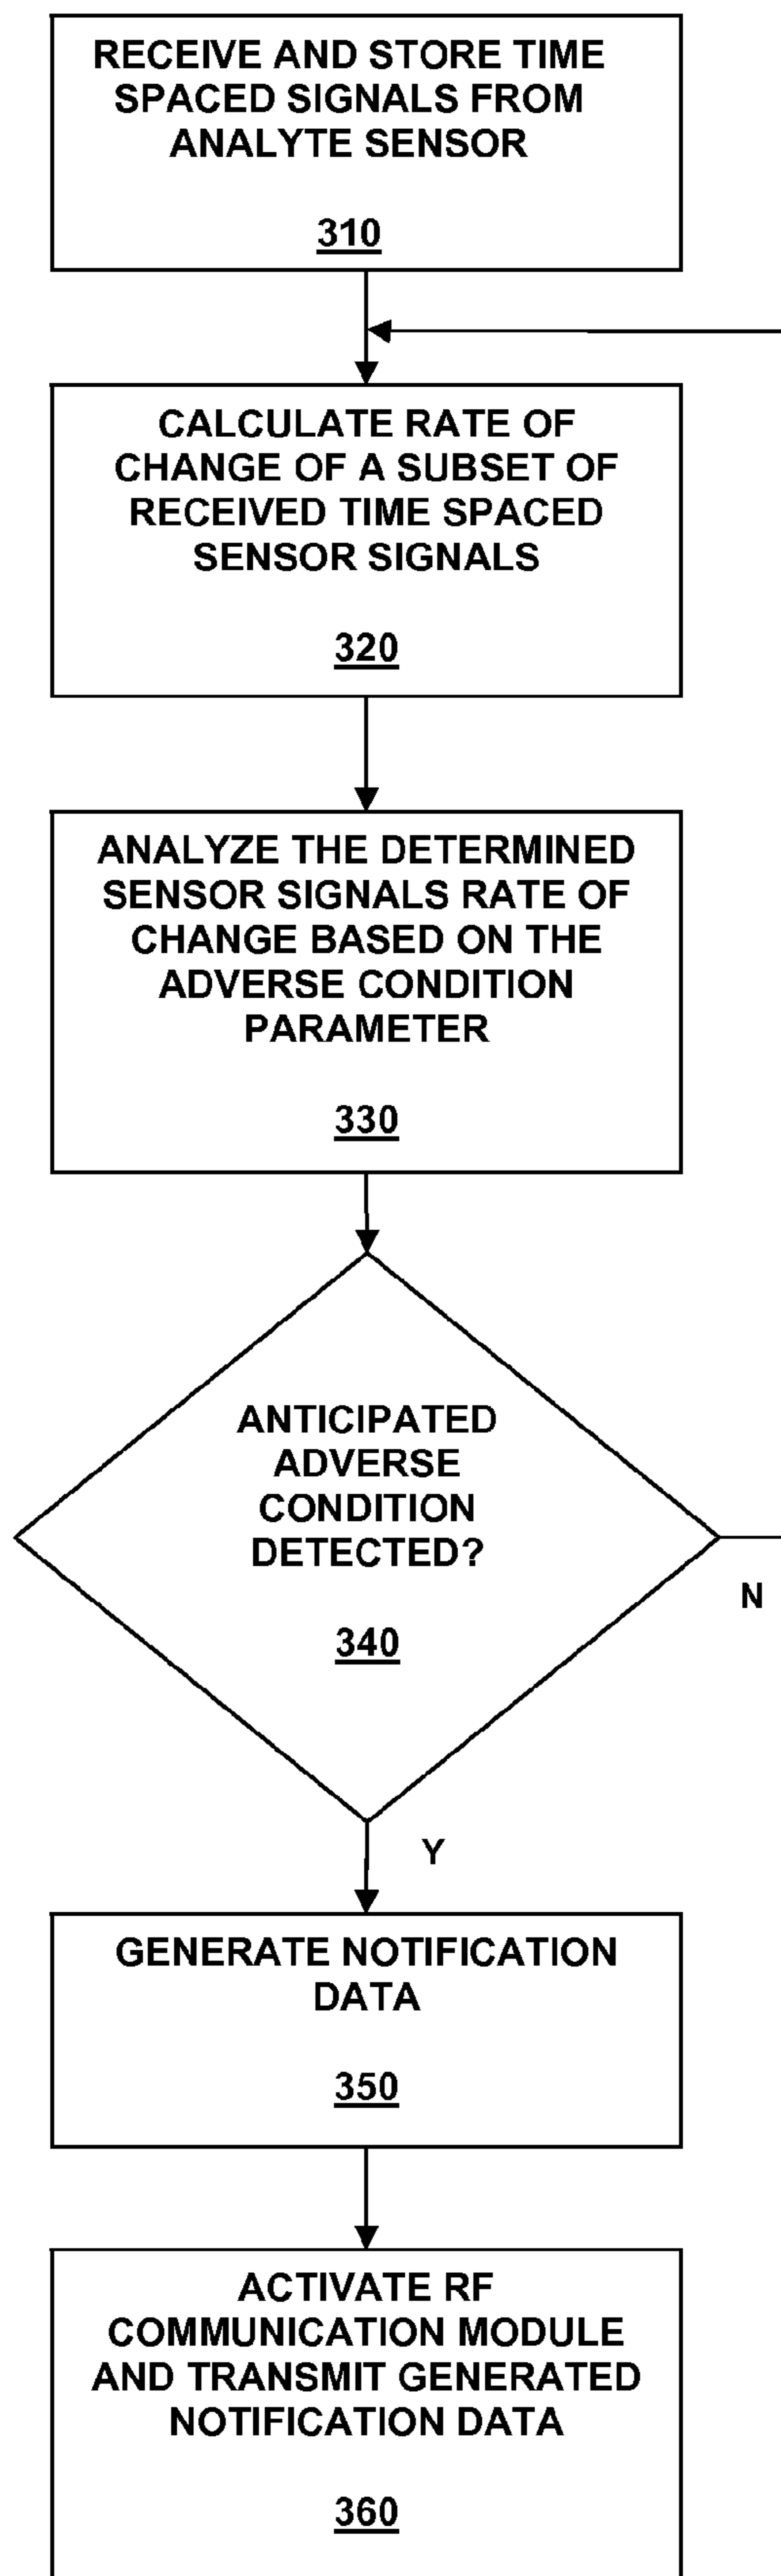 RECEIVE AND STORE TIME
SPACED SIGNALS FROM
ANALYTE SENSOR
310
CALCULATE RATE OF
CHANGE OF A SUBSET OF
RECEIVED TIME SPACED
SENSOR SIGNALS
320
ANALYZE THE DETERMINED
SENSOR SIGNALS RATE OF
CHANGE BASED ON THE
ADVERSE CONDITION
PARAMETER
330
ANTICIPATED
ADVERSE
CONDITION
DETECTED?
340
N
Y
GENERATE NOTIFICATION
DATA
350
ACTIVATE RF
COMMUNICATION MODULE
AND TRANSMIT GENERATED
NOTIFICATION DATA
360